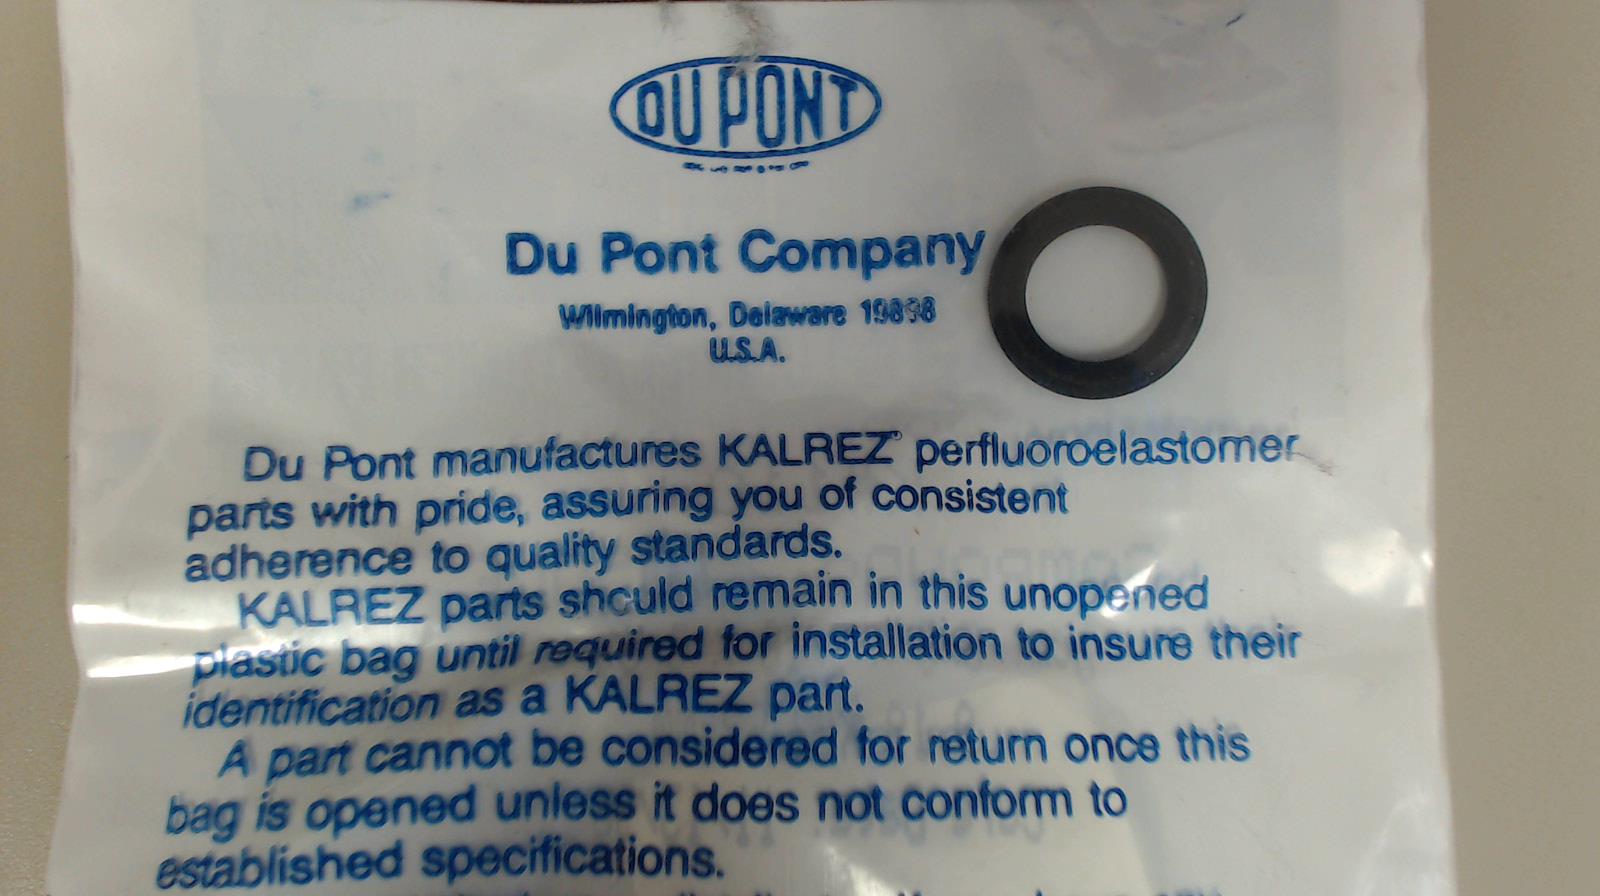 DU PONT
Du Pont Company
Wilmington, Delaware 19898
U.S.A.
Du Pont manufactures KALREZ® perfluoroelastomer
parts with pride, assuring you of consistent
adherence to quality standards.
KALREZ parts should remain in this unopened
plastic bag until required for installation to insure their
identification as a KALREZ part.
A part cannot be considered for return once this
bag is opened unless it does not conform to
established specifications.